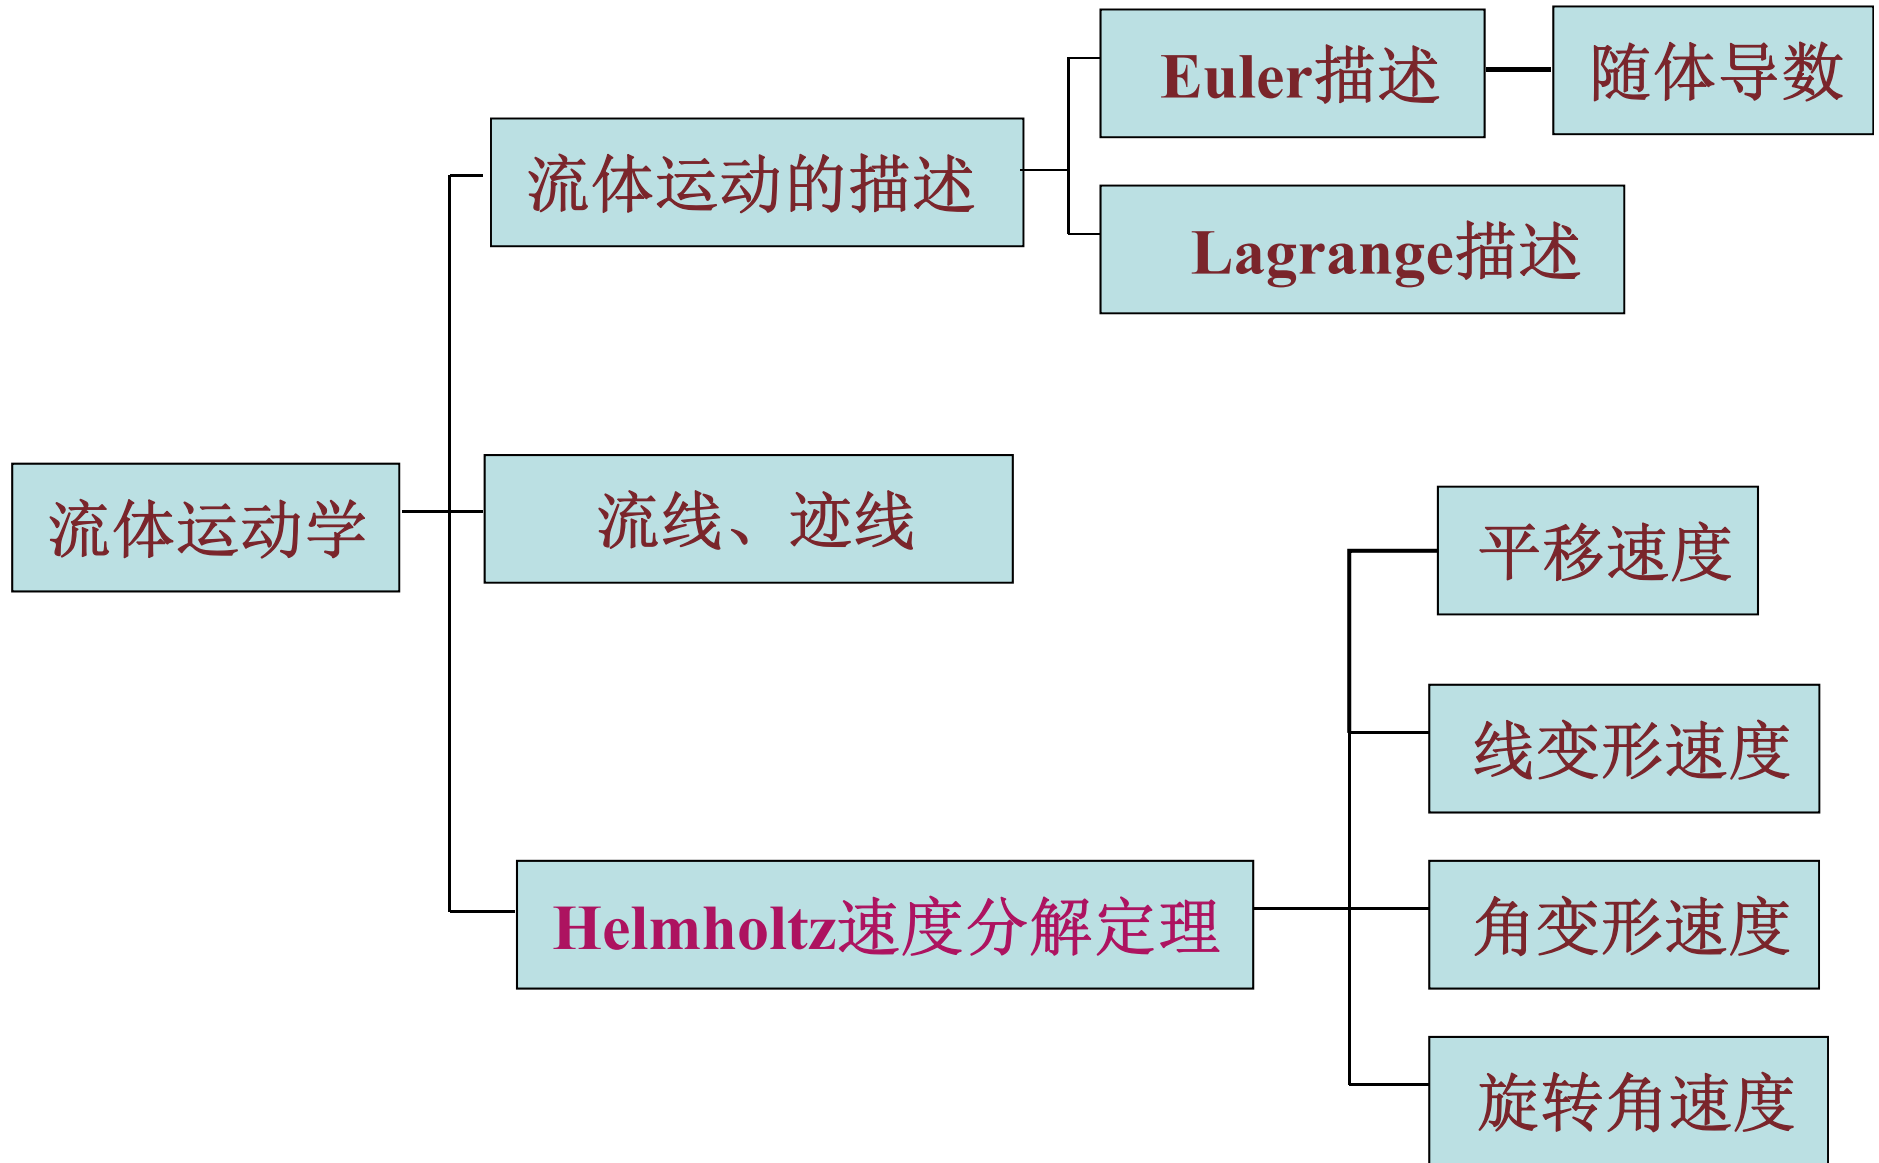 Euler描述
随体导数
流体运动的描述
Lagrange描述
流体运动学
流线、迹线
平移速度
线变形速度
Helmholtz速度分解定理
角变形速度
旋转角速度